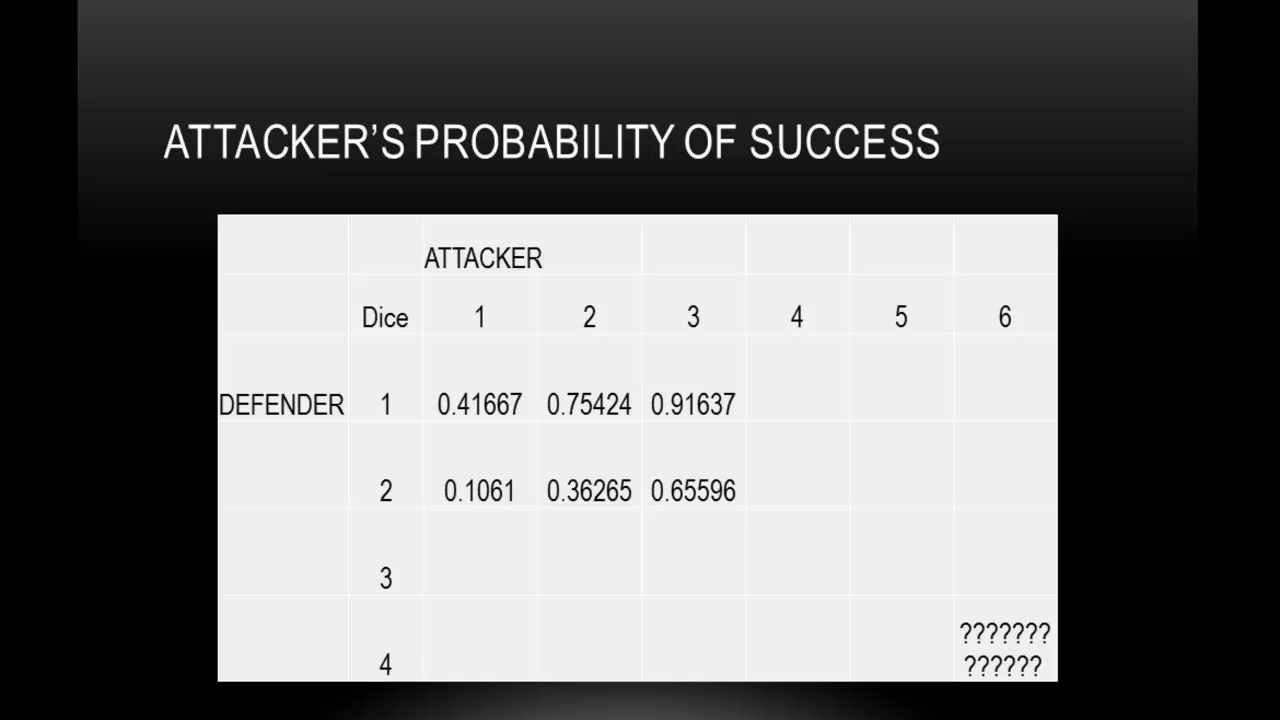 ATTACKER'S PROBABILITY OF SUCCESS
ATTACKER
Dice 1 2 3 4 5 6
DEFENDER 1 0.41667 0.75424 0.91637
2 0.1061 0.36265 0.65596
3
???????
4 ??????